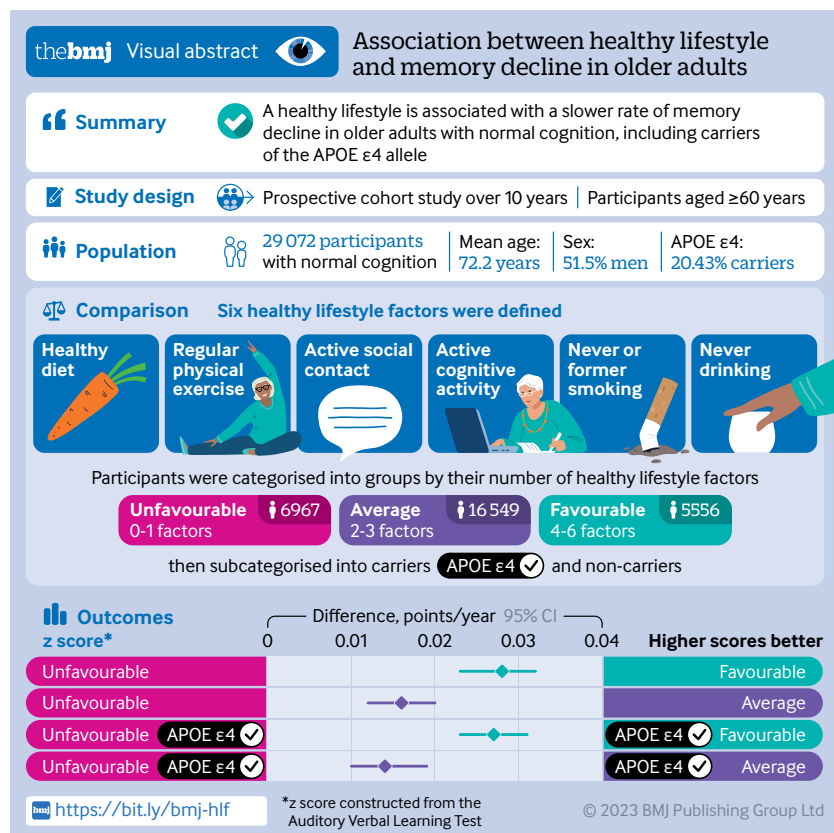 thebmj Visual abstract
Association between healthy lifestyle
and memory decline in older adults
Summary
A healthy lifestyle is associated with a slower rate of memory
decline in older adults with normal cognition, including carriers
of the APOE ε4 allele
Study design
Prospective cohort study over 10 years
Participants aged ≥60 years
Population
29 072 participants
with normal cognition
Mean age:
72.2 years
Sex:
51.5% men
APOE ε4:
20.43% carriers
Comparison
Six healthy lifestyle factors were defined
Healthy
diet
Regular
physical
exercise
Active social
contact
Active
cognitive
activity
Never or
former
smoking
Never
drinking
Participants were categorised into groups by their number of healthy lifestyle factors
Unfavourable
0-1 factors
6967
Average
2-3 factors
16 549
Favourable
4-6 factors
5556
then subcategorised into carriers APOE ε4 and non-carriers
Outcomes
z score*
Difference, points/year 95% CI
0 0.01 0.02 0.03 0.04
Higher scores better
Unfavourable Favourable
Unfavourable Average
Unfavourable APOE ε4 APOE ε4 Favourable
Unfavourable APOE ε4 APOE ε4 Average
bmj https://bit.ly/bmj-hlf
*z score constructed from the
Auditory Verbal Learning Test
© 2023 BMJ Publishing Group Ltd